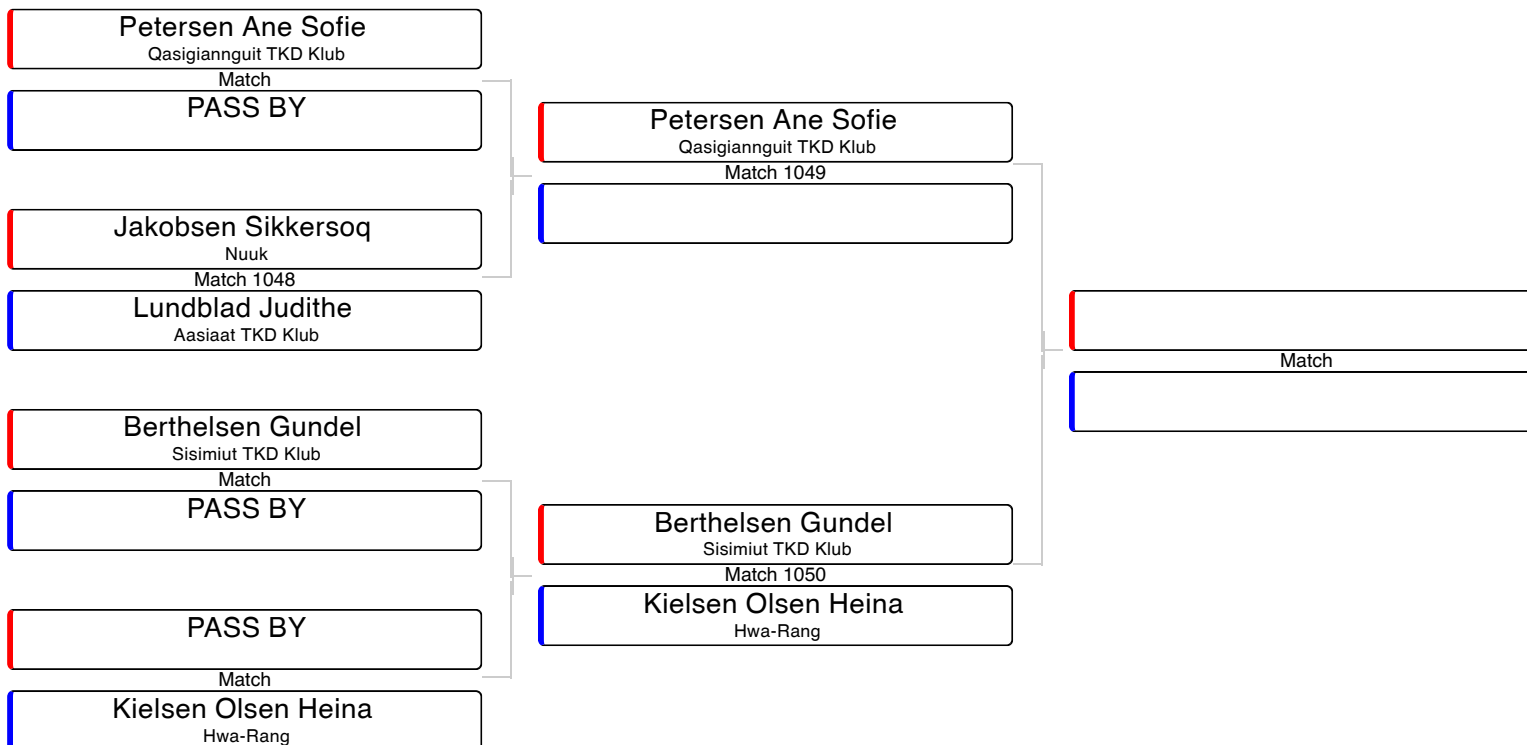 Petersen Ane Sofie
Qasigiannguit TKD Klub
Match
PASS BY
Jakobsen Sikkersoq
Nuuk
Match 1048
Lundblad Judithe
Aasiaat TKD Klub
Berthelsen Gundel
Sisimiut TKD Klub
Match
PASS BY
PASS BY
Match
Kielsen Olsen Heina
Hwa-Rang
Petersen Ane Sofie
Qasigiannguit TKD Klub
Match 1049
Berthelsen Gundel
Sisimiut TKD Klub
Match 1050
Kielsen Olsen Heina
Hwa-Rang
Match